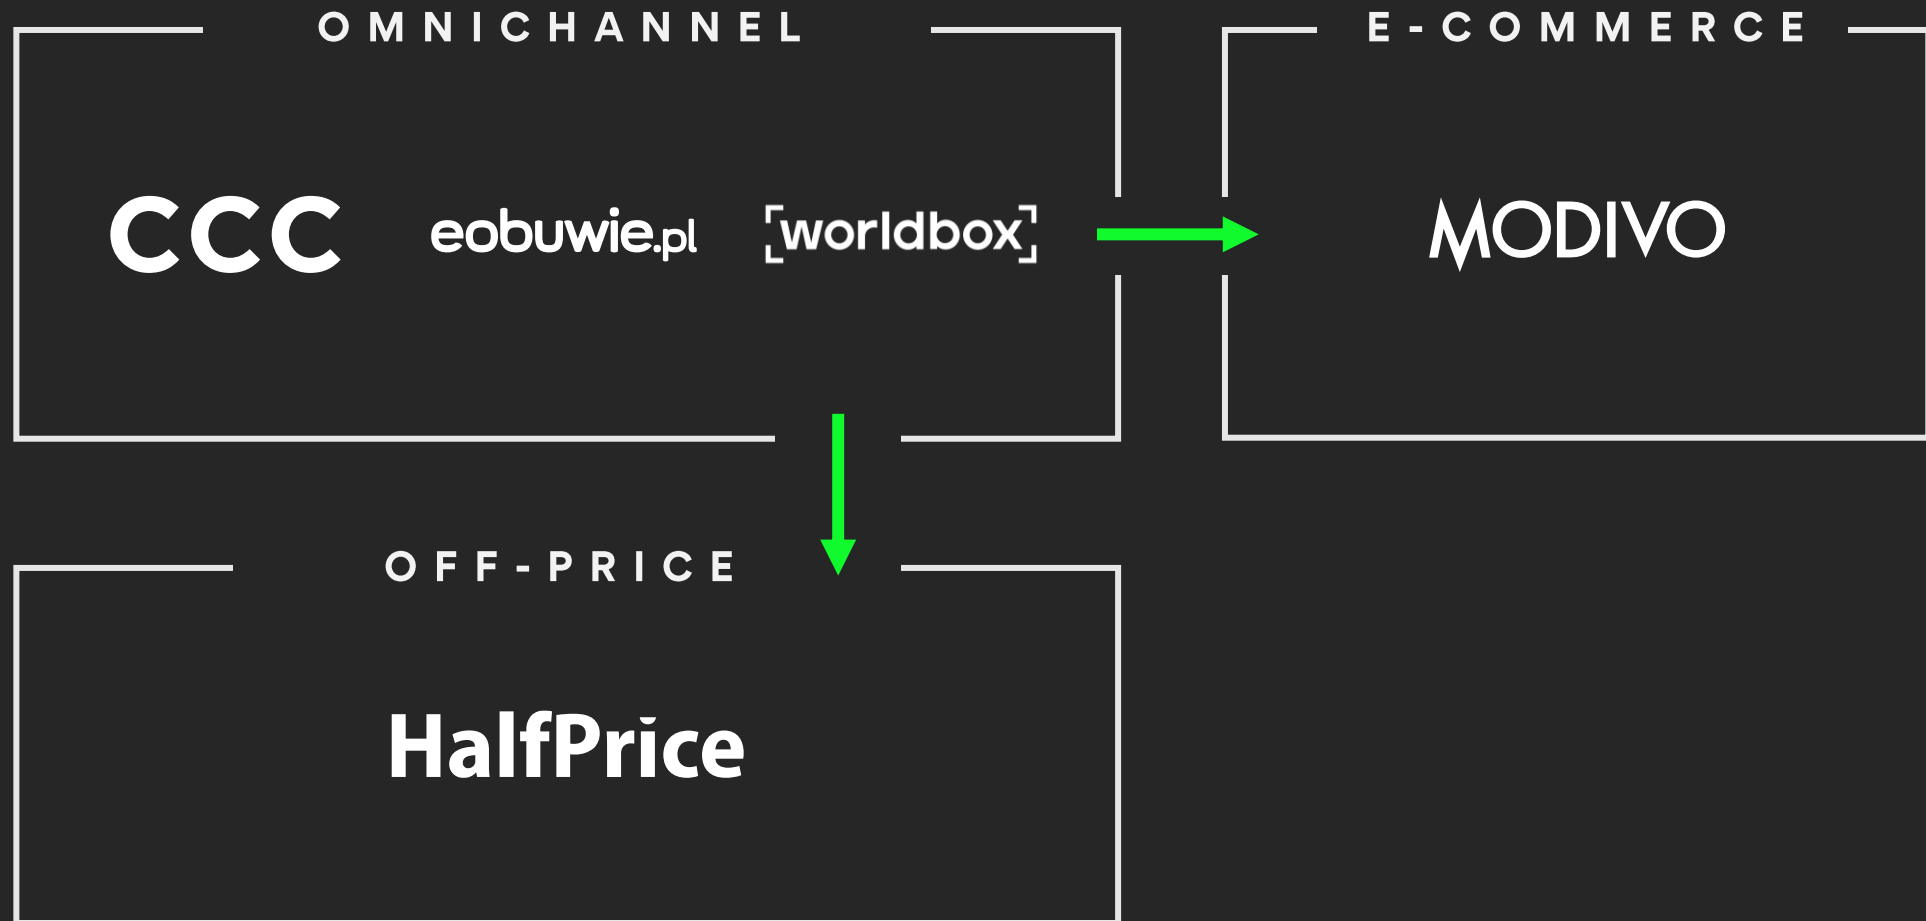 OMNICHANNEL
E-COMMERCE
CCC
eobuwie.pl
[worldbox]
MODIVO
OFF-PRICE
HalfPrice